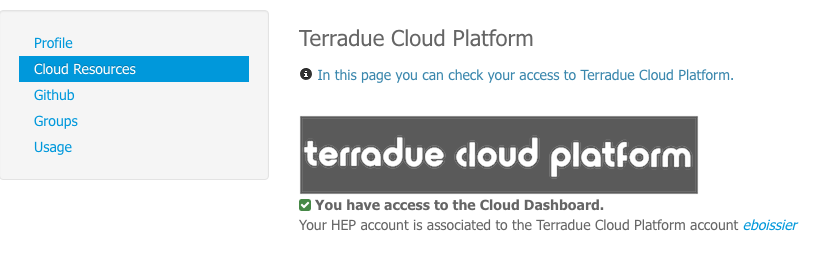 Profile
Cloud Resources
Github
Groups
Usage
Terradue Cloud Platform
In this page you can check your access to Terradue Cloud Platform.
terradue cloud platform
You have access to the Cloud Dashboard.
Your HEP account is associated to the Terradue Cloud Platform account eboissier